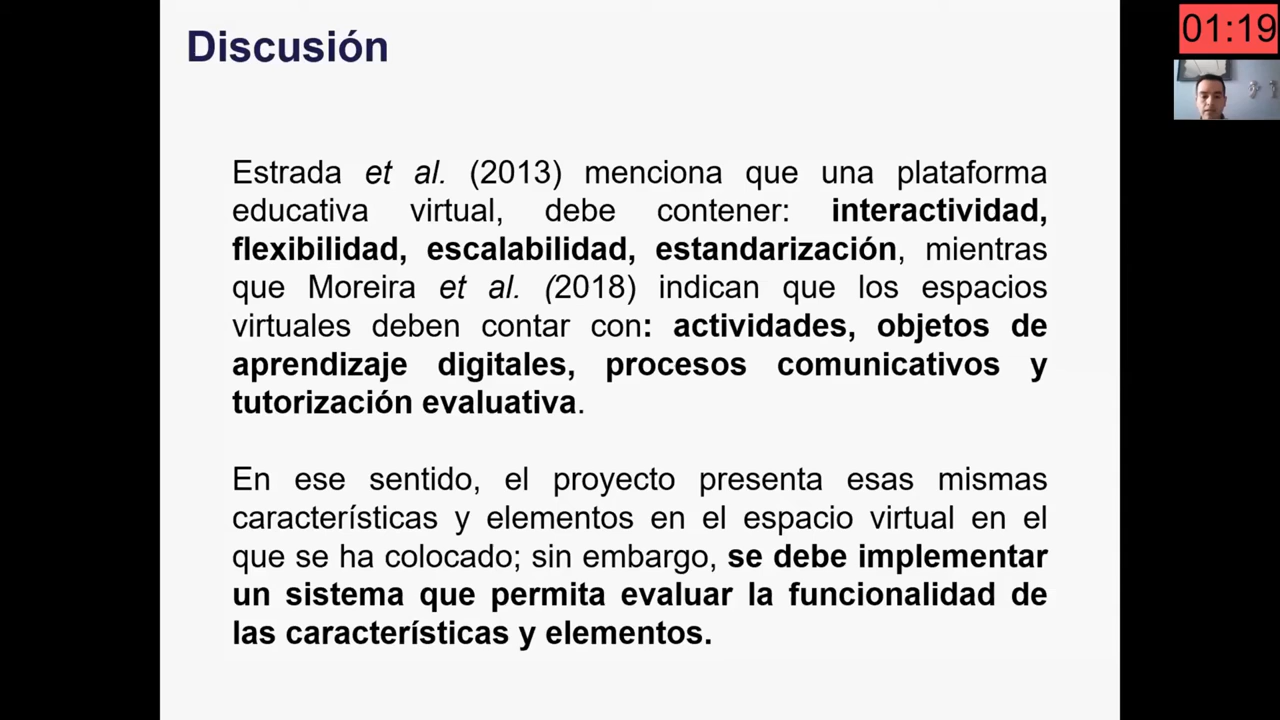 Discusión
01:19
Estrada et al. (2013) menciona que una plataforma
educativa virtual, debe contener: interactividad,
flexibilidad, escalabilidad, estandarización, mientras
que Moreira et al. (2018) indican que los espacios
virtuales deben contar con: actividades, objetos de
aprendizaje digitales, procesos comunicativos y
tutorización evaluativa.
En ese sentido, el proyecto presenta esas mismas
características y elementos en el espacio virtual en el
que se ha colocado; sin embargo, se debe implementar
un sistema que permita evaluar la funcionalidad de
las características y elementos.